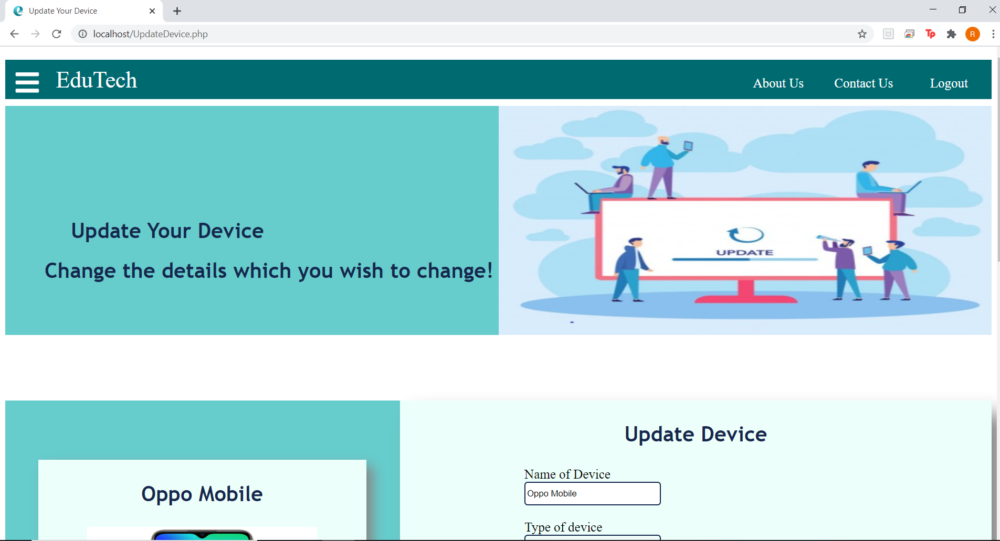 Update Your Device
localhost/UpdateDevice.php
Tp
R
EduTech
About Us
Contact Us
Logout
Update Your Device
Change the details which you wish to change!
UPDATE
Update Device
Name of Device
Oppo Mobile
Type of device
Oppo Mobile